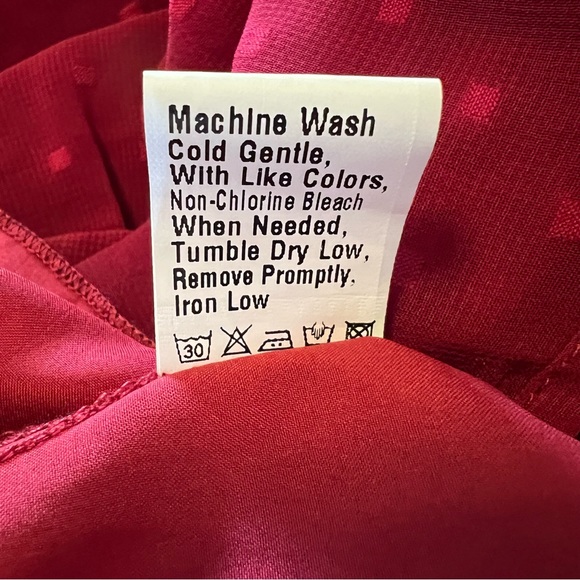 Machine Wash
Cold Gentle,
With Like Colors,
Non-Chlorine Bleach
When Needed,
Tumble Dry Low,
Remove Promptly,
Iron Low
30